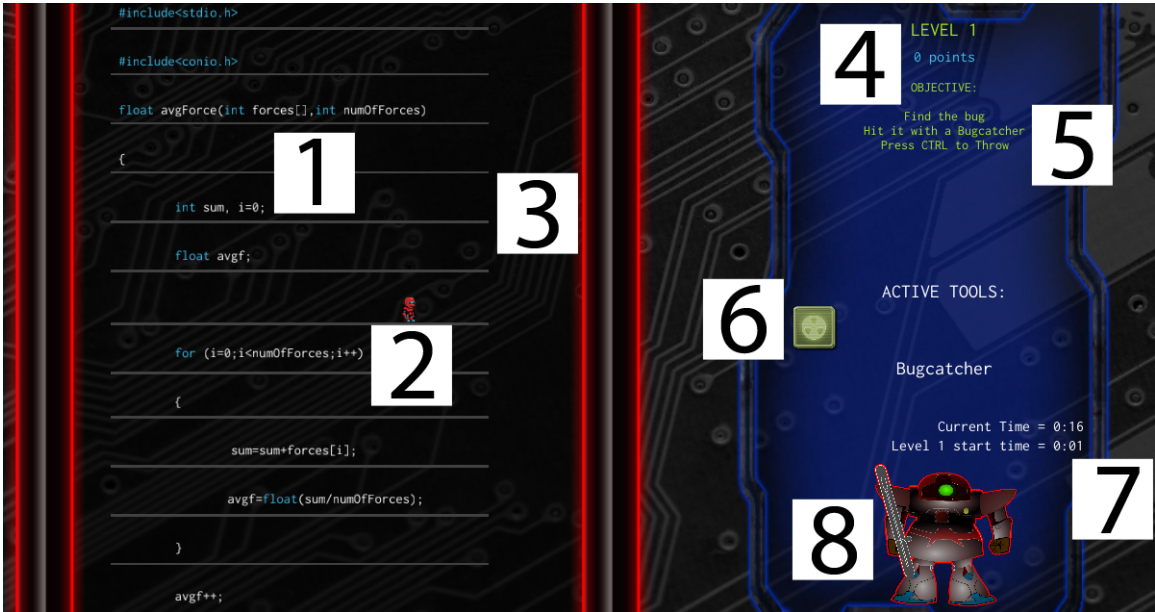 #include<stdio.h>
#include<conio.h>
float avgForce(int forces[],int numOfForces)
{
1
int sum, i=0;
3
float avgf;
2
for (i=0;i<numOfForces;i++)
{
sum=sum+forces[i];
avgf=float(sum/numOfForces);
}
avgf++;
LEVEL 1
4
0 points
OBJECTIVE:
Find the bug
Hit it with a Bugcatcher
Press CTRL to Throw
5
ACTIVE TOOLS:
6
Bugcatcher
Current Time = 0:16
Level 1 start time = 0:01
7
8